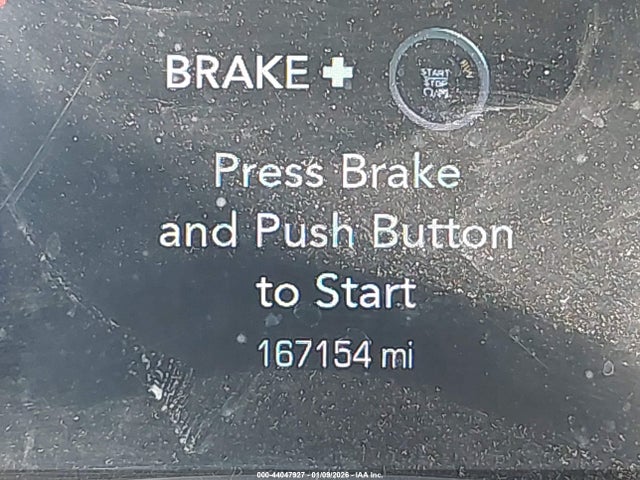 BRAKE +
START
STOP
Press Brake
and Push Button
to Start
167154 mi
000-44047927 - 01/09/2026 - IAA Inc.